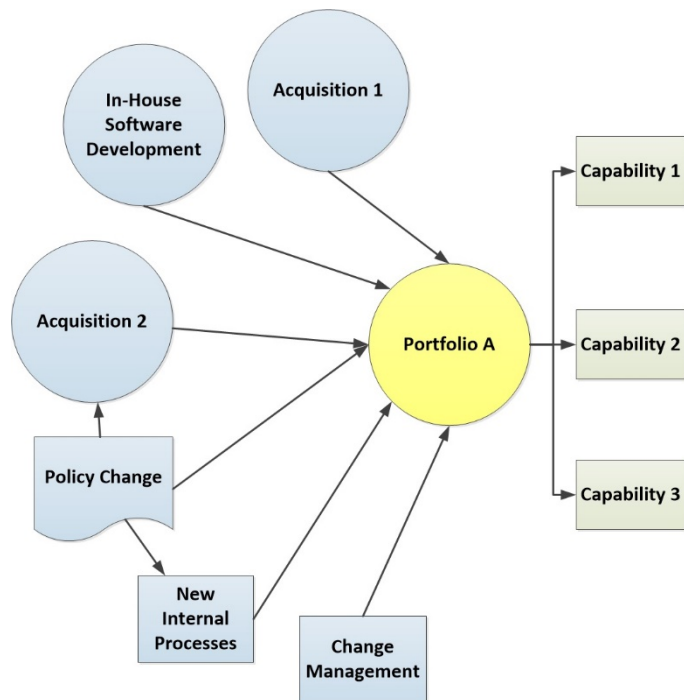 In-House
Software
Development
Acquisition 1
Capability 1
Acquisition 2
Portfolio A
Capability 2
Policy Change
Capability 3
New
Internal
Processes
Change
Management